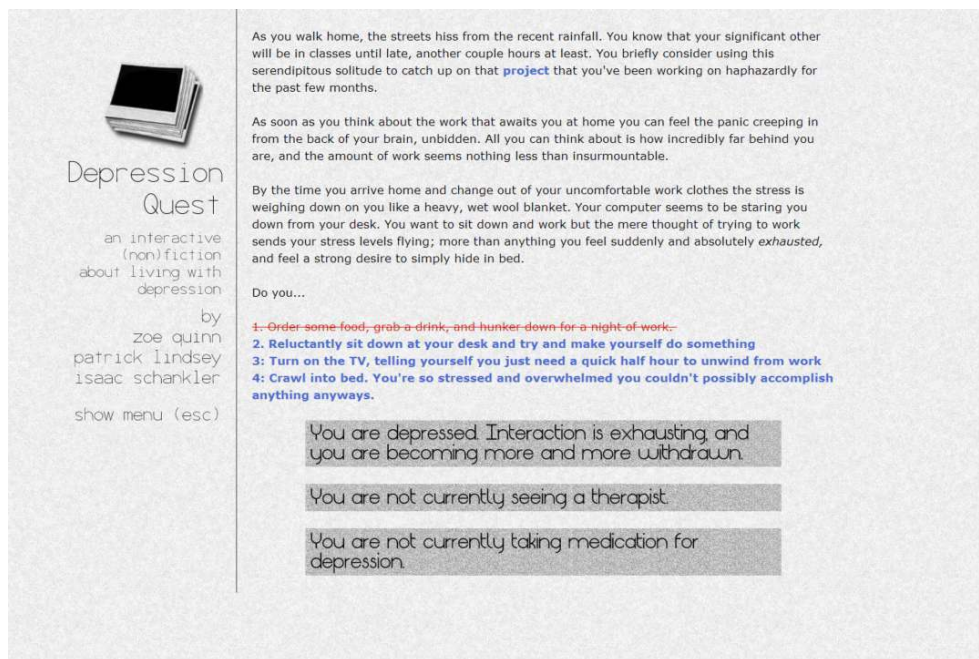 Depression
Quest
an interactive
(non)fiction
about living with
depression
by
zoe quinn
patrick lindsey
isaac schankler
show menu (esc)
As you walk home, the streets hiss from the recent rainfall. You know that your significant other
will be in classes until late, another couple hours at least. You briefly consider using this
serendipitous solitude to catch up on that project that you've been working on haphazardly for
the past few months.
As soon as you think about the work that awaits you at home you can feel the panic creeping in
from the back of your brain, unbidden. All you can think about is how incredibly far behind you
are, and the amount of work seems nothing less than insurmountable.
By the time you arrive home and change out of your uncomfortable work clothes the stress is
weighing down on you like a heavy, wet wool blanket. Your computer seems to be staring you
down from your desk. You want to sit down and work but the mere thought of trying to work
sends your stress levels flying; more than anything you feel suddenly and absolutely exhausted,
and feel a strong desire to simply hide in bed.
Do you...
1. Order some food, grab a drink, and hunker down for a night of work.
2. Reluctantly sit down at your desk and try and make yourself do something
3: Turn on the TV, telling yourself you just need a quick half hour to unwind from work
4: Crawl into bed. You're so stressed and overwhelmed you couldn't possibly accomplish
anything anyways.
You are depressed. Interaction is exhausting, and
you are becoming more and more withdrawn.
You are not currently seeing a therapist.
You are not currently taking medication for
depression.